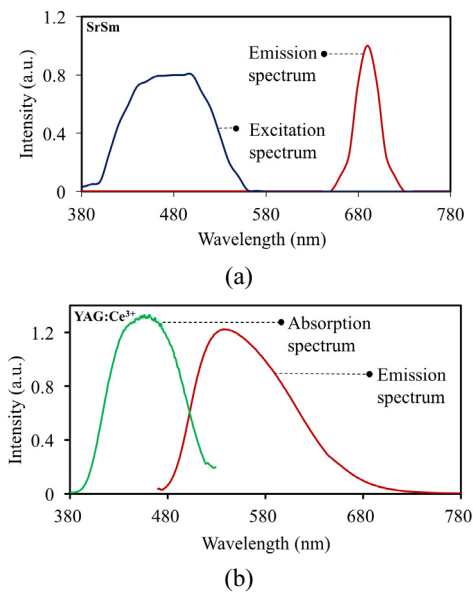 SrSm
1.2
0.8
0.4
0
Intensity (a.u.)
Emission
spectrum
Excitation
spectrum
380 480 580 680 780
Wavelength (nm)
(a)
YAG:Ce³⁺
1.2
0.8
0.4
0
Intensity (a.u.)
Absorption
spectrum
Emission
spectrum
380 480 580 680 780
Wavelength (nm)
(b)